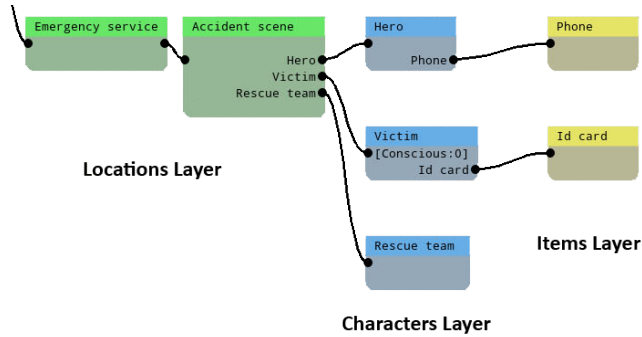 Emergency service
Accident scene
Hero
Victim
Rescue team
Hero
Phone
Phone
Victim
[Conscious:0]
Id card
Id card
Rescue team
Locations Layer
Items Layer
Characters Layer